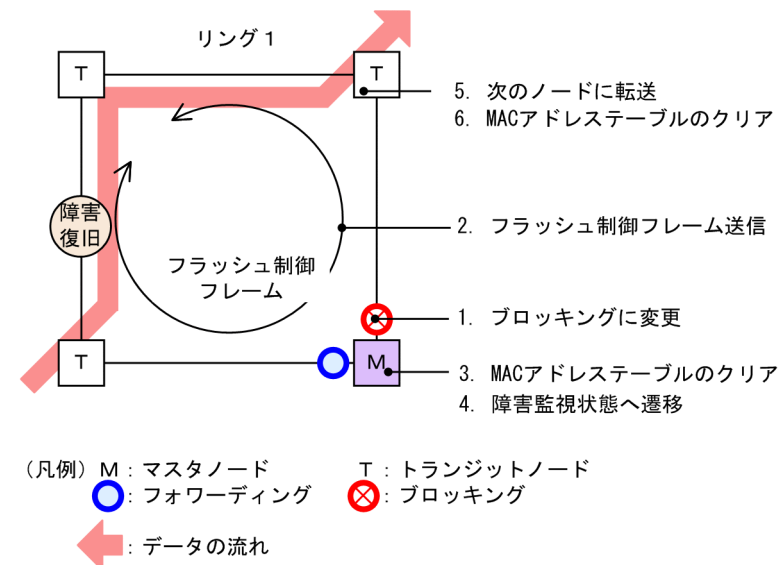 リング1
T
T
5. 次のノードに転送
6. MACアドレステーブルのクリア
障害
復旧
2. フラッシュ制御フレーム送信
フラッシュ制御
フレーム
1. ブロッキングに変更
T
M
3. MACアドレステーブルのクリア
4. 障害監視状態へ遷移
(凡例) M:マスタノード T:トランジットノード
:フォワーディング :ブロッキング
:データの流れ